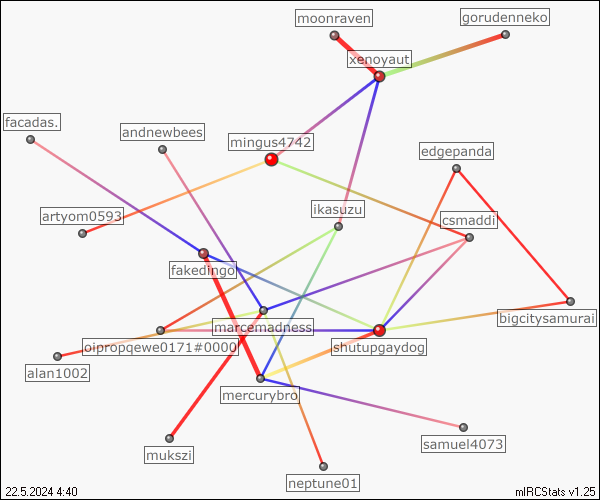 moonraven
gorudenneko
xenoyaut
facadas.
andnewbees
mingus4742
edgepanda
artyom0593
ikasuzu
csmaddi
fakedingo
marcemadness
bigcitysamurai
oipropqewe0171#0000
shutupgaydog
alan1002
mercurybro
mukszi
samuel4073
neptune01
22.5.2024 4:40
mIRCStats v1.25